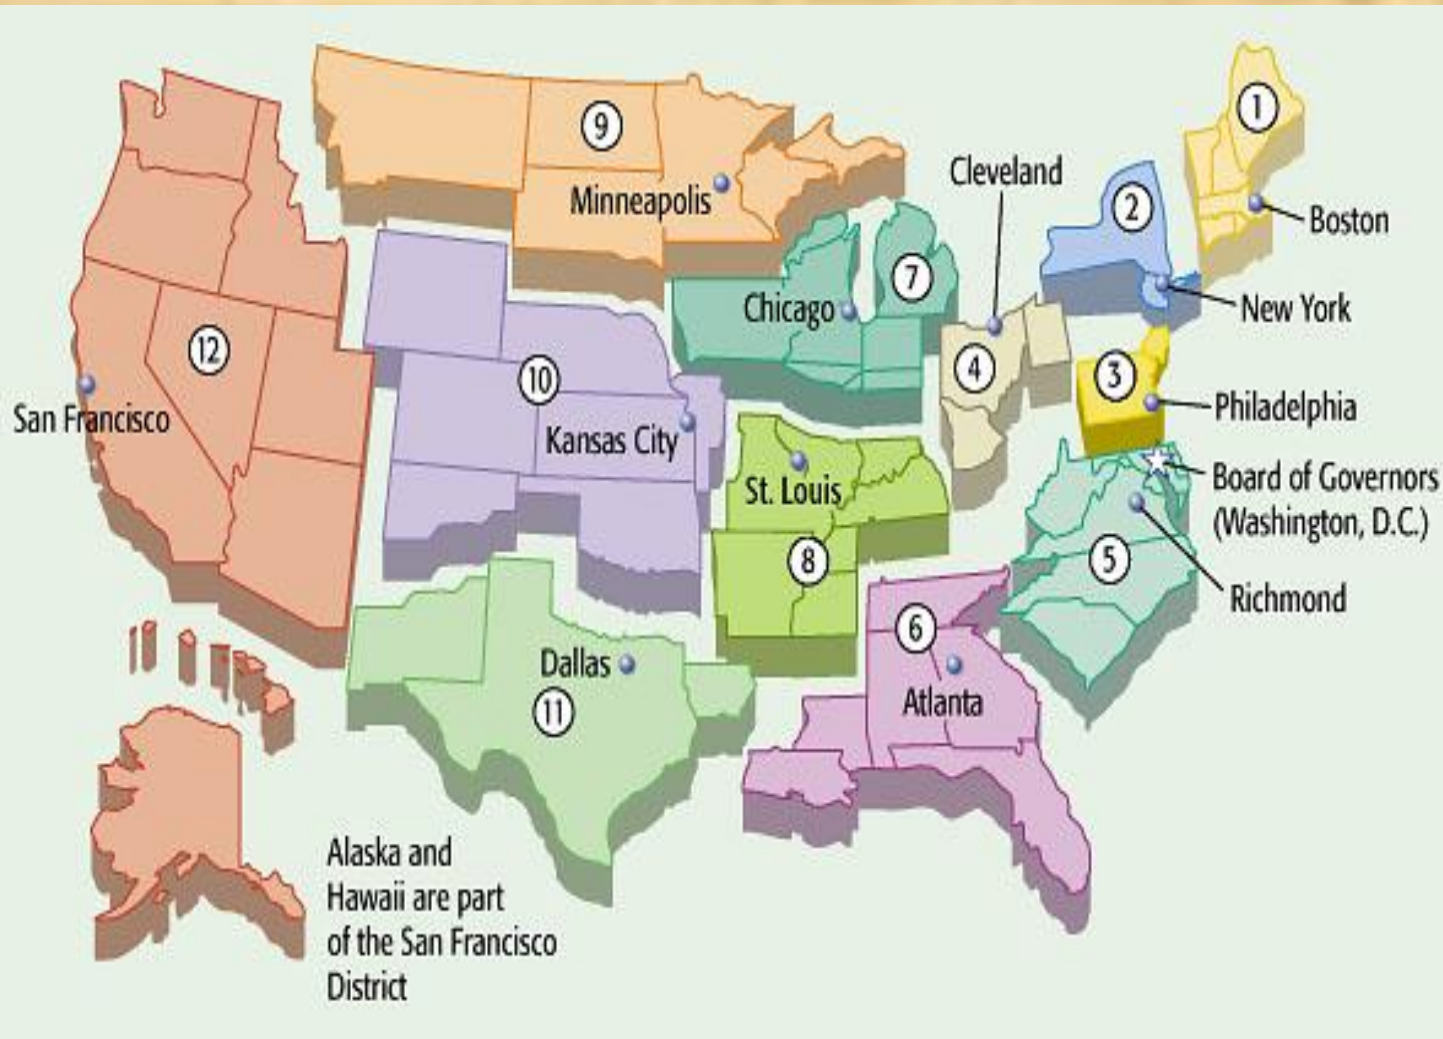 1
9
Cleveland
2
Minneapolis
Boston
7
Chicago
New York
12
4
3
10
San Francisco
Philadelphia
Kansas City
St. Louis
Board of Governors
(Washington, D.C.)
8
5
Richmond
6
Dallas
Atlanta
11
Alaska and
Hawaii are part
of the San Francisco
District